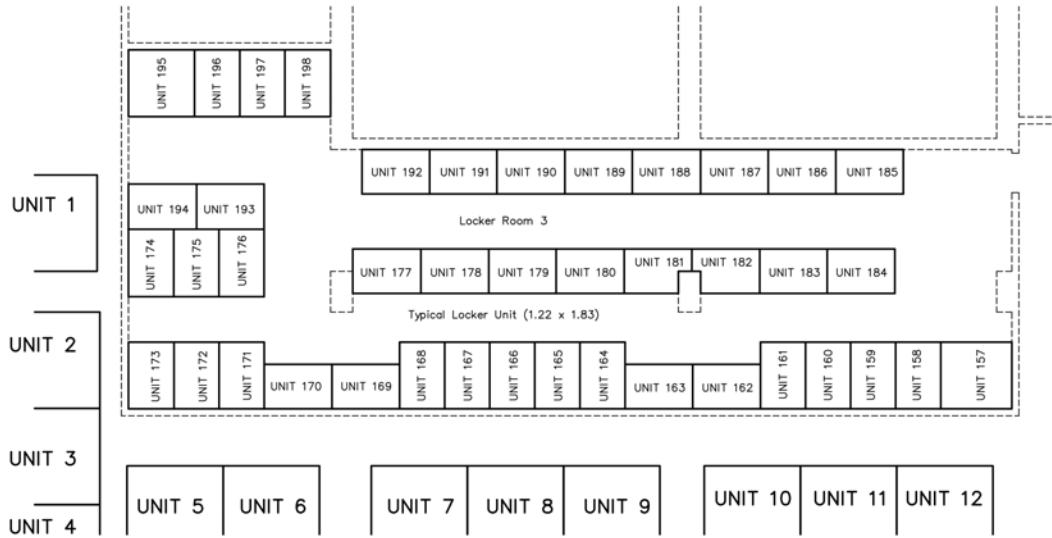 UNIT 195
UNIT 196
UNIT 197
UNIT 198
UNIT 192
UNIT 191
UNIT 190
UNIT 189
UNIT 188
UNIT 187
UNIT 186
UNIT 185
UNIT 1
UNIT 194
UNIT 193
Locker Room 3
UNIT 174
UNIT 175
UNIT 176
UNIT 177
UNIT 178
UNIT 179
UNIT 180
UNIT 181
UNIT 182
UNIT 183
UNIT 184
Typical Locker Unit (1.22 x 1.83)
UNIT 2
UNIT 173
UNIT 172
UNIT 171
UNIT 170
UNIT 169
UNIT 168
UNIT 167
UNIT 166
UNIT 165
UNIT 164
UNIT 163
UNIT 162
UNIT 161
UNIT 160
UNIT 159
UNIT 158
UNIT 157
UNIT 3
UNIT 4
UNIT 5
UNIT 6
UNIT 7
UNIT 8
UNIT 9
UNIT 10
UNIT 11
UNIT 12